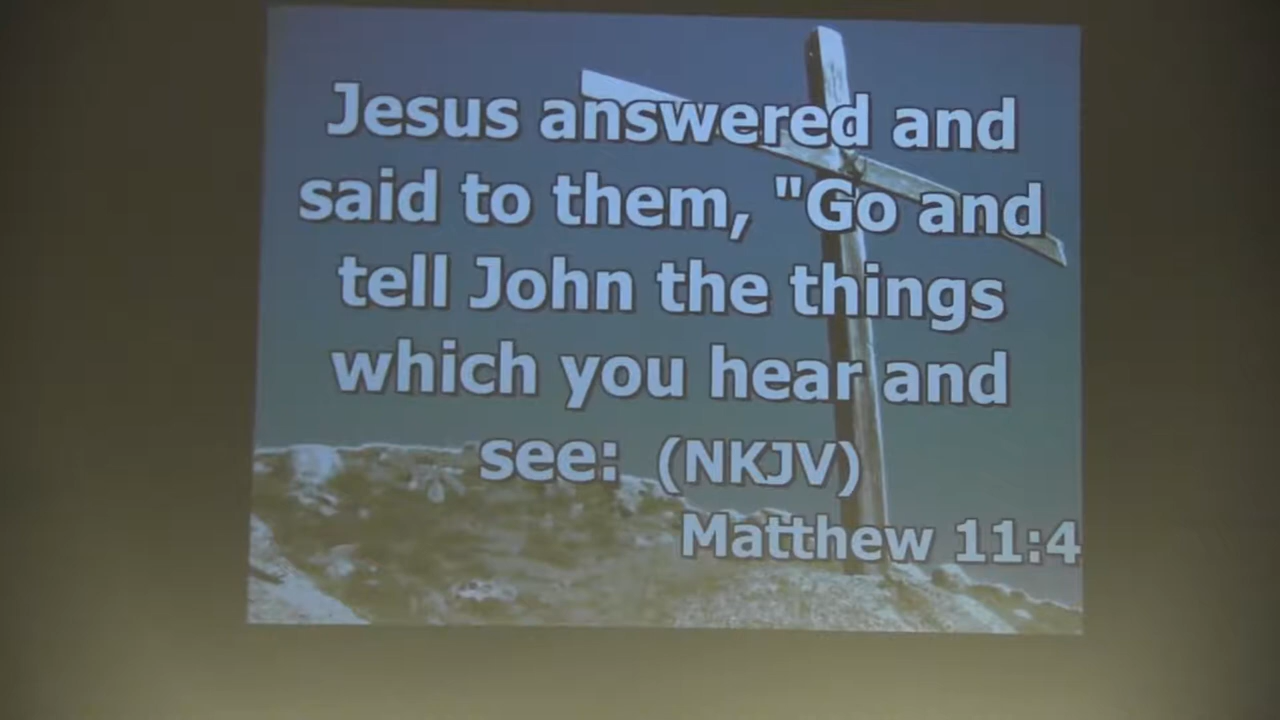 Jesus answered and
said to them, "Go and
tell John the things
which you hear and
see: (NKJV)
Matthew 11:4